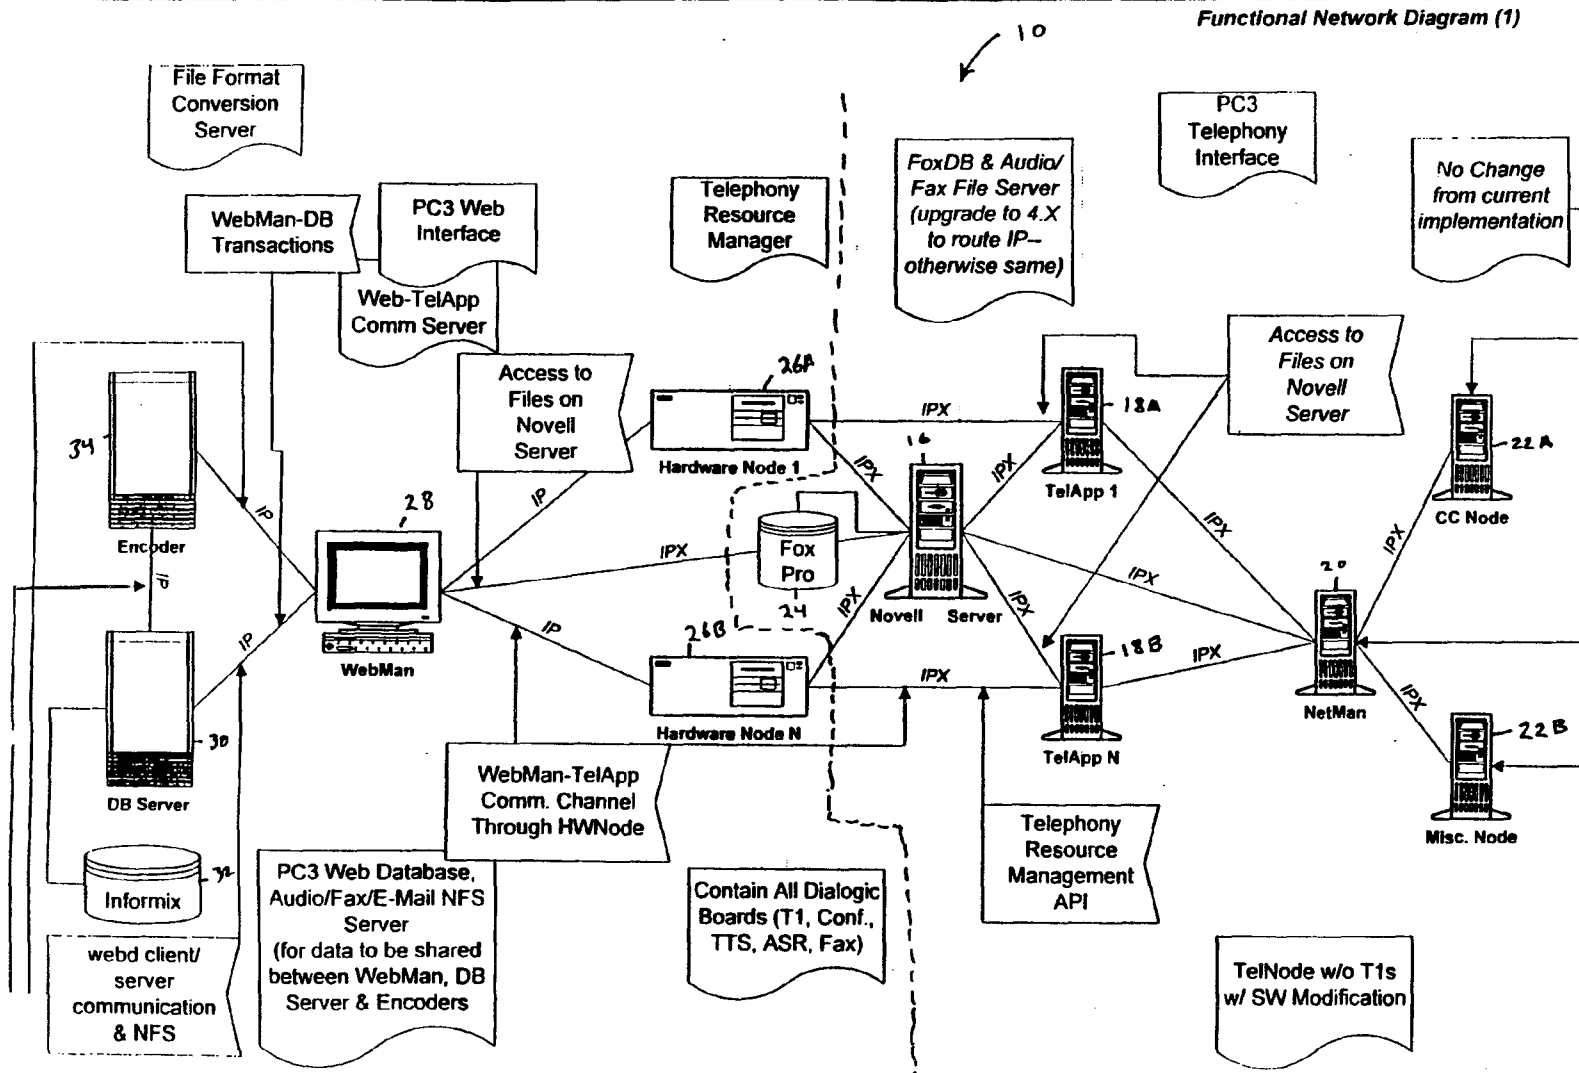 Functional Network Diagram (1)
10
File Format
Conversion
Server
WebMan-DB
Transactions
PC3 Web
Interface
Web-TelApp
Comm Server
Telephony
Resource
Manager
FoxDB & Audio/
Fax File Server
(upgrade to 4.X
to route IP--
otherwise same)
PC3
Telephony
Interface
No Change
from current
implementation
Access to
Files on
Novell
Server
Access to
Files on
Novell
Server
34
Encoder
IP
IP
IP
28
WebMan
IP
IPX
IP
26A
Hardware Node 1
IPX
IPX
16
IPX
18A
TelApp 1
22A
CC Node
IPX
IPX
Fox
Pro
24
Novell Server
IPX
IPX
IPX
20
NetMan
26B
Hardware Node N
IPX
18B
TelApp N
IPX
IPX
22B
Misc. Node
30
DB Server
32
Informix
WebMan-TelApp
Comm. Channel
Through HWNode
Telephony
Resource
Management
API
PC3 Web Database,
Audio/Fax/E-Mail NFS
Server
(for data to be shared
between WebMan, DB
Server & Encoders
Contain All Dialogic
Boards (T1, Conf.,
TTS, ASR, Fax)
webd client/
server
communication
& NFS
TelNode w/o T1s
w/ SW Modification